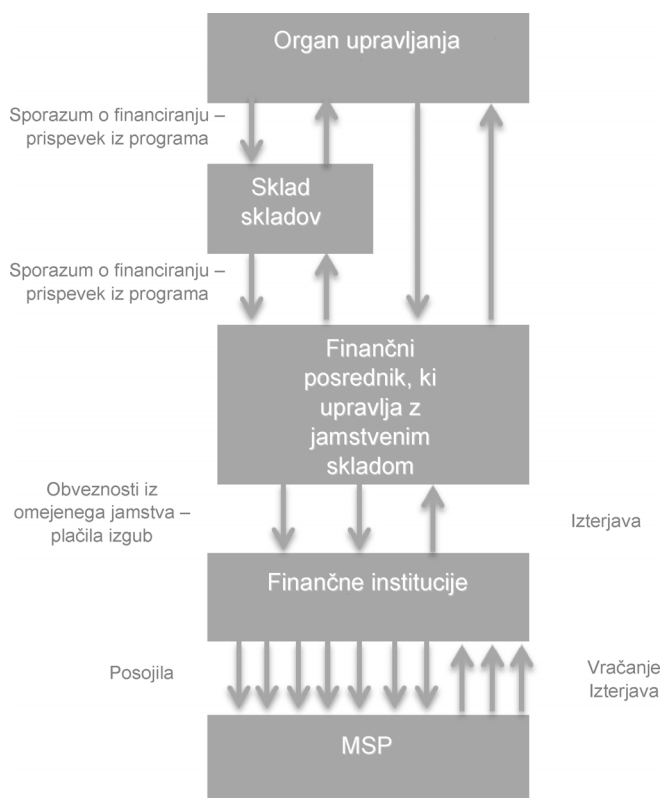 Organ upravljanja
Sporazum o financiranju –
prispevek iz programa
Sklad
skladov
Sporazum o financiranju –
prispevek iz programa
Finančni
posrednik, ki
upravlja z
jamstvenim
skladom
Obveznosti iz
omejenega jamstva –
plačila izgub
Izterjava
Finančne institucije
Posojila
Vračanje
Izterjava
MSP